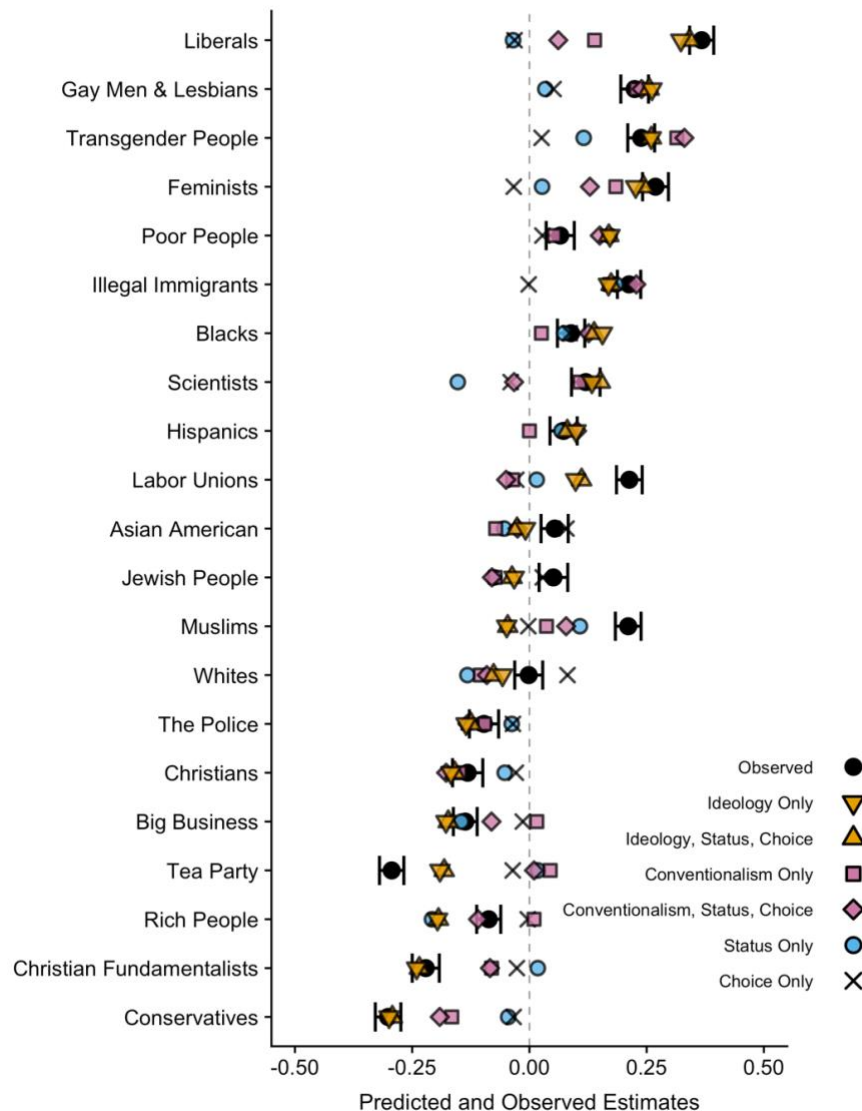 Liberals
Gay Men & Lesbians
Transgender People
Feminists
Poor People
Illegal Immigrants
Blacks
Scientists
Hispanics
Labor Unions
Asian American
Jewish People
Muslims
Whites
The Police
Christians
Big Business
Tea Party
Rich People
Christian Fundamentalists
Conservatives
Observed
Ideology Only
Ideology, Status, Choice
Conventionalism Only
Conventionalism, Status, Choice
Status Only
Choice Only
-0.50 -0.25 0.00 0.25 0.50
Predicted and Observed Estimates